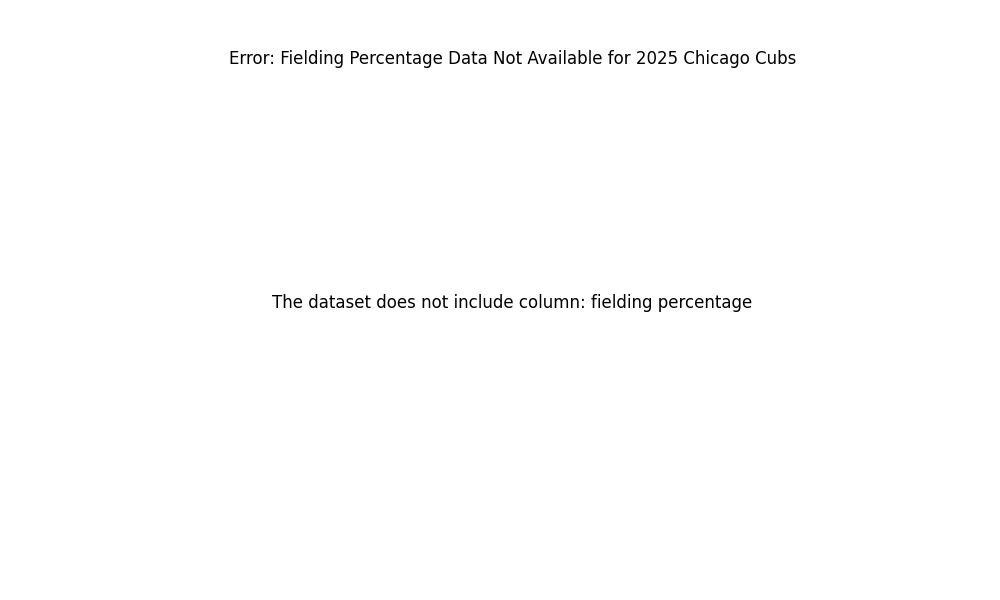 Error: Fielding Percentage Data Not Available for 2025 Chicago Cubs
The dataset does not include column: fielding percentage